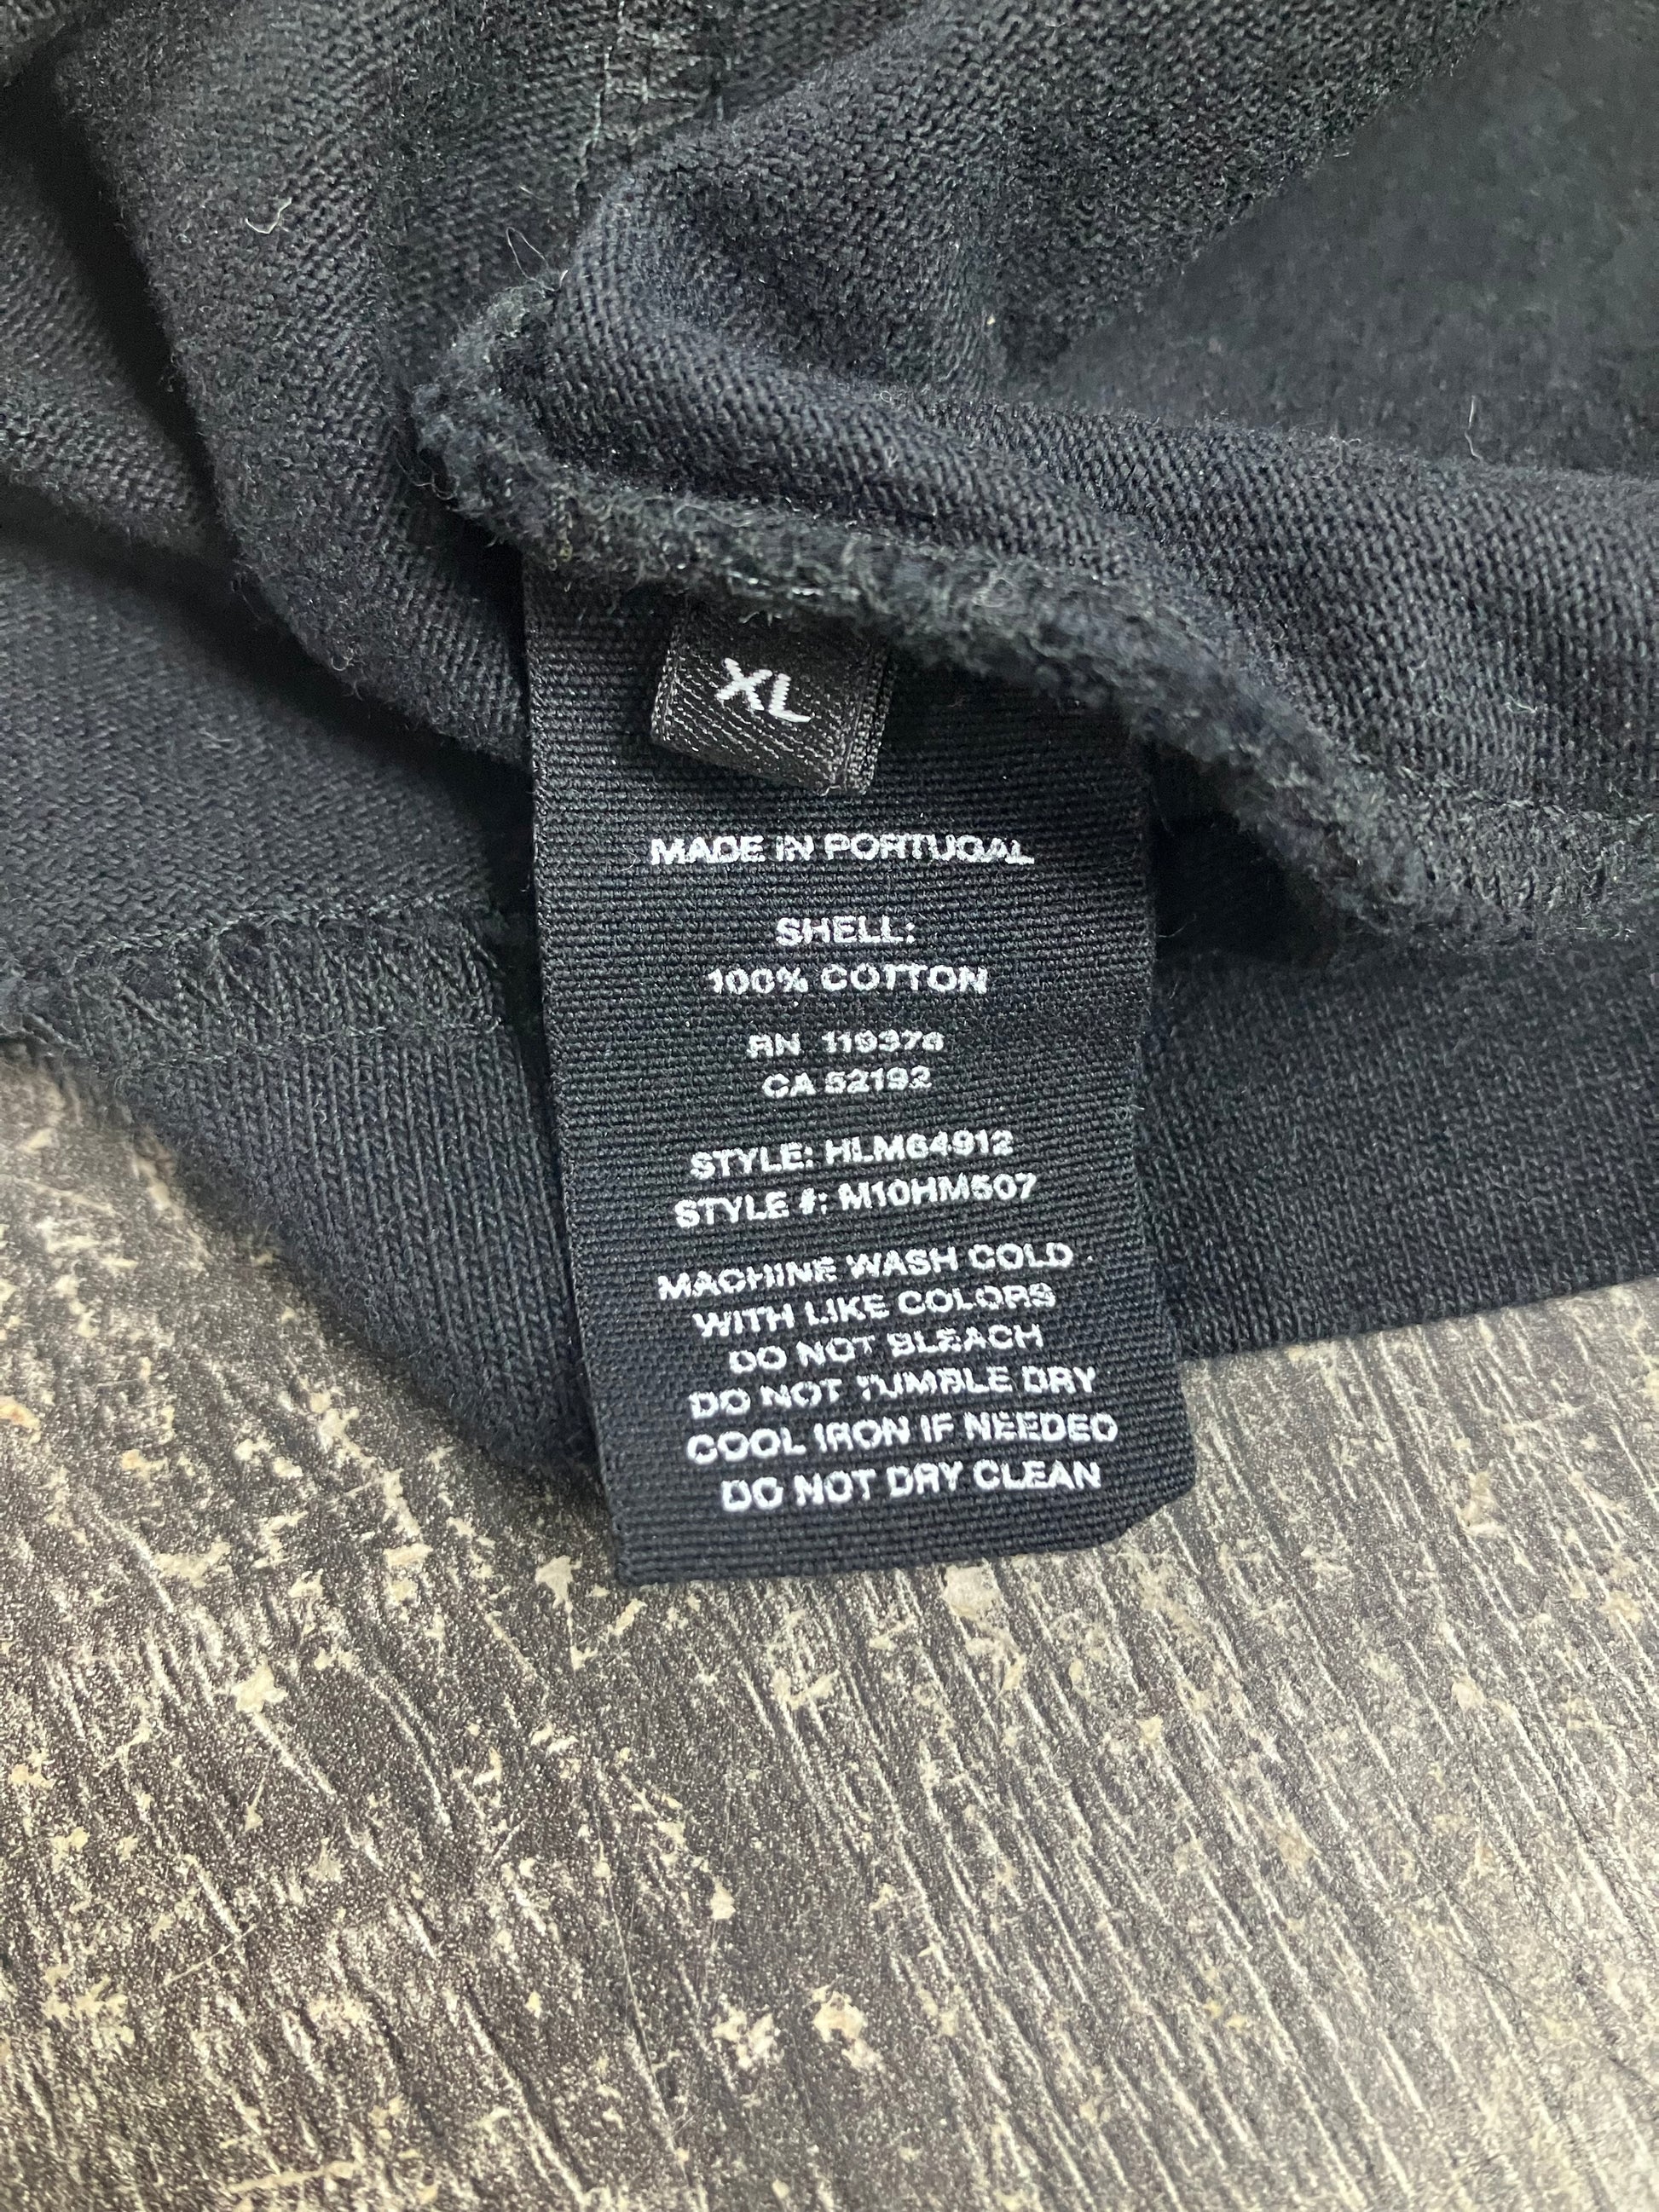 XL
MADE IN PORTUGAL
SHELL:
100% COTTON
RN 119376
CA 52192
STYLE: HLM64912
STYLE #: M10HM507
MACHINE WASH COLD
WITH LIKE COLORS
DO NOT BLEACH
DO NOT TUMBLE DRY
COOL IRON IF NEEDED
DO NOT DRY CLEAN